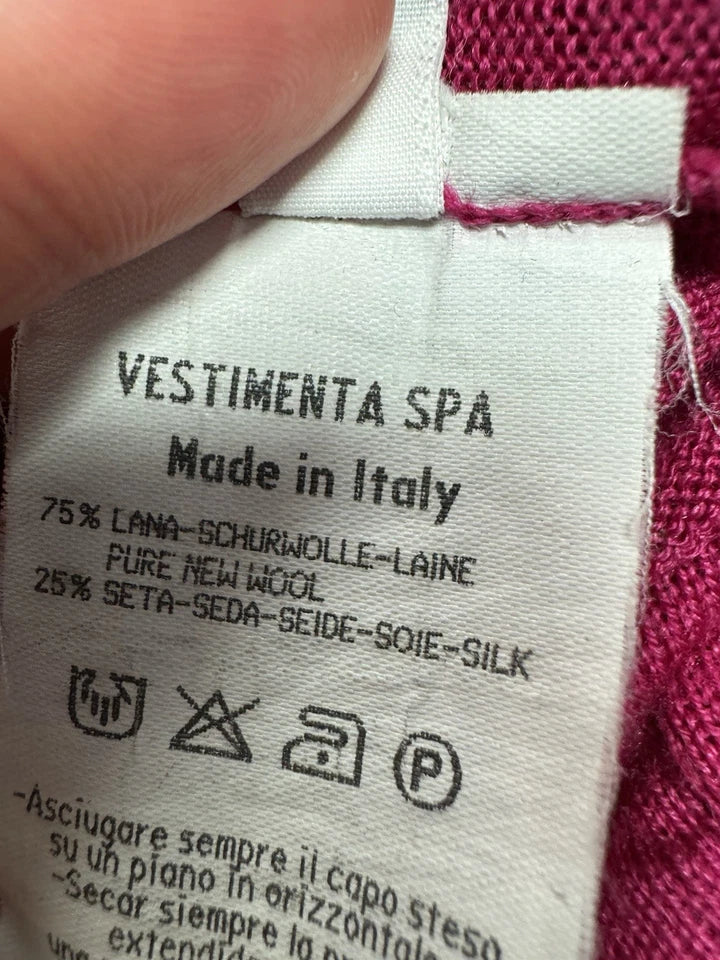 VESTIMENTA SPA
Made in Italy
75% LANA-SCHURWOLLE-LAINE
PURE NEW WOOL
25% SETA-SEDA-SEIDE-SOIE-SILK
P
-Asciugare sempre il capo steso
su un piano in orizzontale
-Secar siempre la